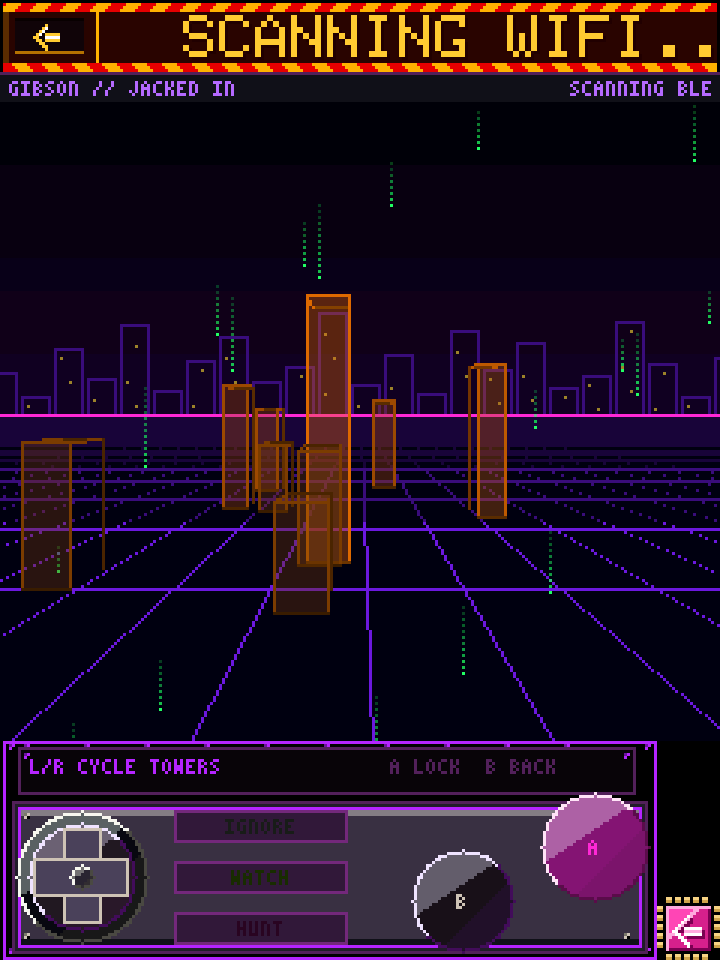 SCANNING WIFI..
GIBSON // JACKED IN
SCANNING BLE
L/R CYCLE TOWERS
A LOCK B BACK
IGNORE
WATCH
HUNT
A
B